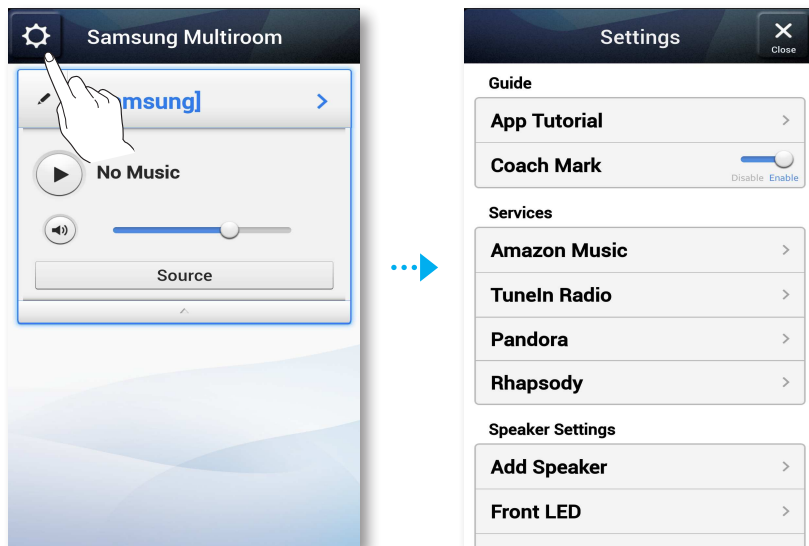 Samsung Multiroom
msung]
No Music
Source
Settings
Close
Guide
App Tutorial
Coach Mark
Disable Enable
Services
Amazon Music
TuneIn Radio
Pandora
Rhapsody
Speaker Settings
Add Speaker
Front LED